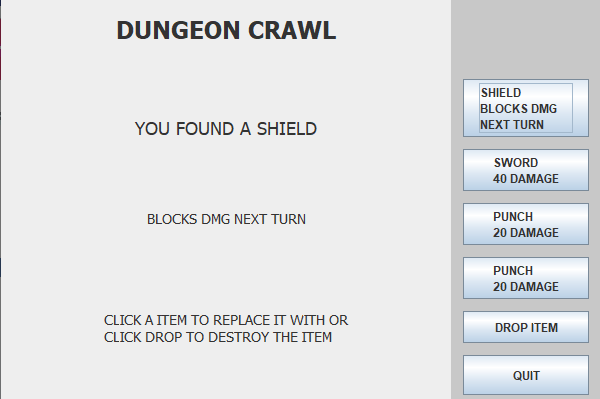 DUNGEON CRAWL
YOU FOUND A SHIELD
BLOCKS DMG NEXT TURN
CLICK A ITEM TO REPLACE IT WITH OR
CLICK DROP TO DESTROY THE ITEM
SHIELD
BLOCKS DMG
NEXT TURN
SWORD
40 DAMAGE
PUNCH
20 DAMAGE
PUNCH
20 DAMAGE
DROP ITEM
QUIT